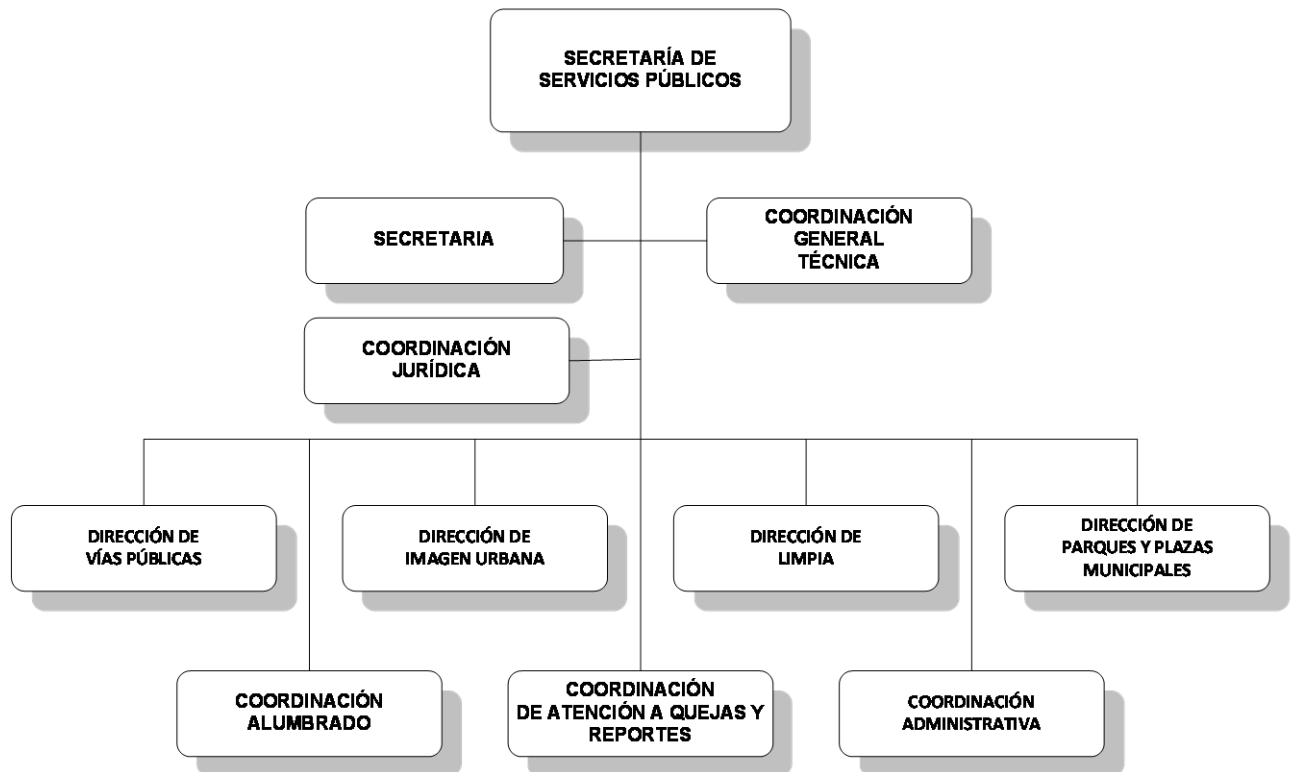 SECRETARÍA DE
SERVICIOS PÚBLICOS
SECRETARIA
COORDINACIÓN
GENERAL
TÉCNICA
COORDINACIÓN
JURÍDICA
DIRECCIÓN DE
VÍAS PÚBLICAS
DIRECCIÓN DE
IMAGEN URBANA
DIRECCIÓN DE
LIMPIA
DIRECCIÓN DE
PARQUES Y PLAZAS
MUNICIPALES
COORDINACIÓN
ALUMBRADO
COORDINACIÓN
DE ATENCIÓN A QUEJAS Y
REPORTES
COORDINACIÓN
ADMINISTRATIVA